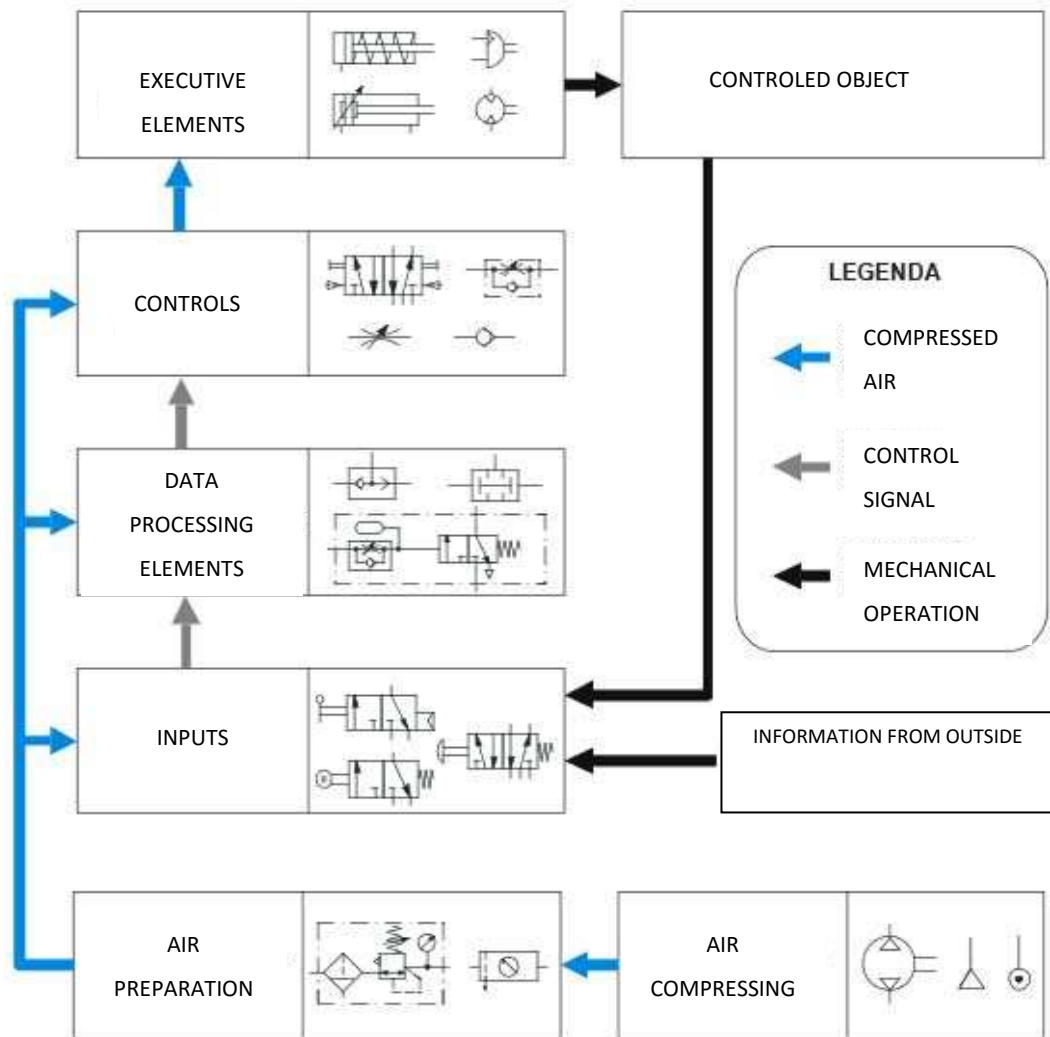 EXECUTIVE
ELEMENTS
CONTROLED OBJECT
CONTROLS
LEGENDA
COMPRESSED
AIR
CONTROL
SIGNAL
MECHANICAL
OPERATION
DATA
PROCESSING
ELEMENTS
INPUTS
INFORMATION FROM OUTSIDE
AIR
PREPARATION
AIR
COMPRESSING